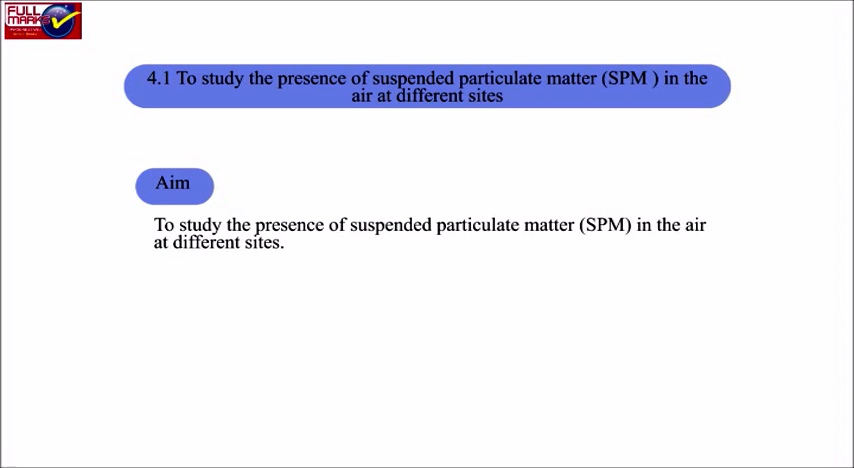 FULL
MARKS
4.1 To study the presence of suspended particulate matter (SPM ) in the
air at different sites
Aim
To study the presence of suspended particulate matter (SPM) in the air
at different sites.